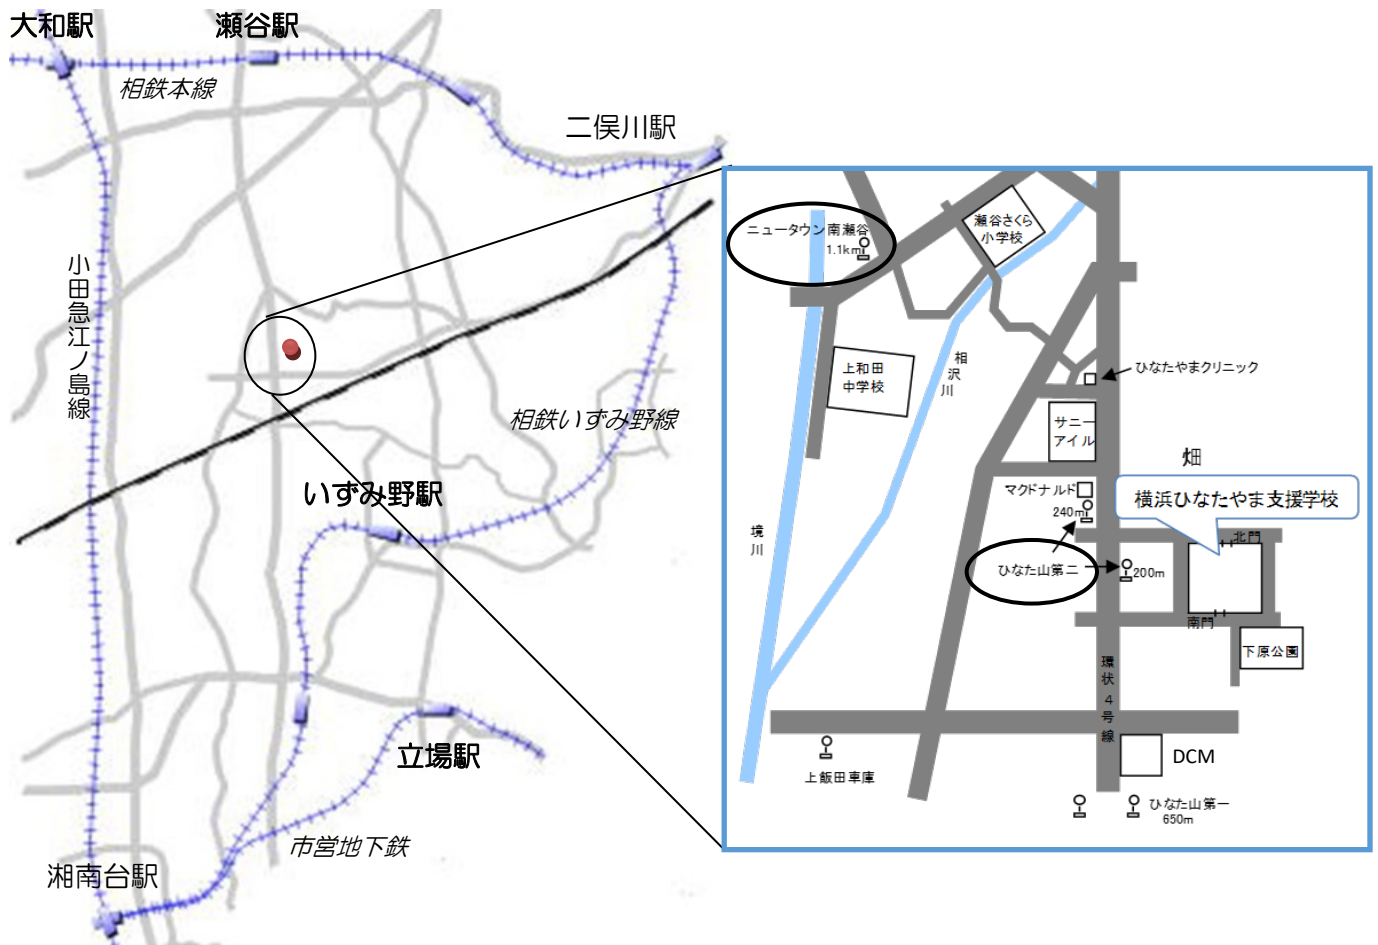 大和駅
瀬谷駅
相鉄本線
二俣川駅
小田急江ノ島線
相鉄いずみ野線
いずみ野駅
立場駅
市営地下鉄
湘南台駅
ニュータウン南瀬谷
1.1km
瀬谷さくら
小学校
上和田
中学校
相沢川
境川
ひなたやまクリニック
サニー
アイル
畑
マクドナルド
240m
横浜ひなたやま支援学校
北門
ひなた山第二
200m
南門
下原公園
環状4号線
上飯田車庫
DCM
ひなた山第一
650m